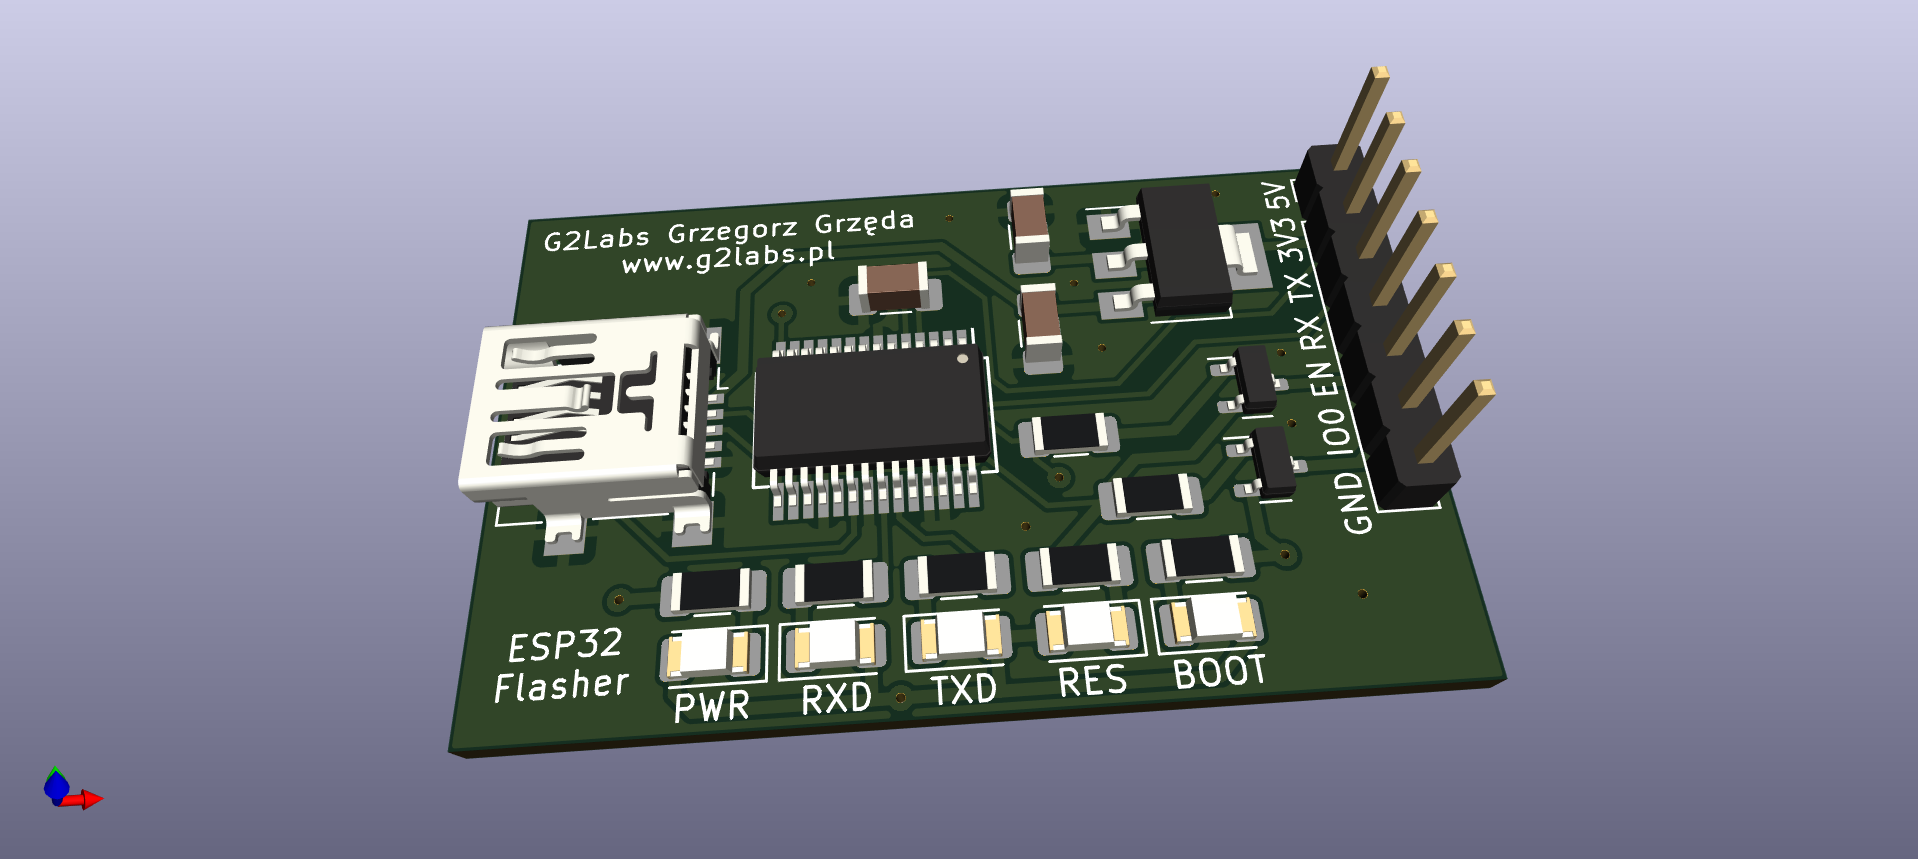 G2Labs Grzegorz Grzęda
www.g2labs.pl
GND IO0 EN RX TX 3V3 5V
ESP32
Flasher
PWR
RXD
TXD
RES
BOOT